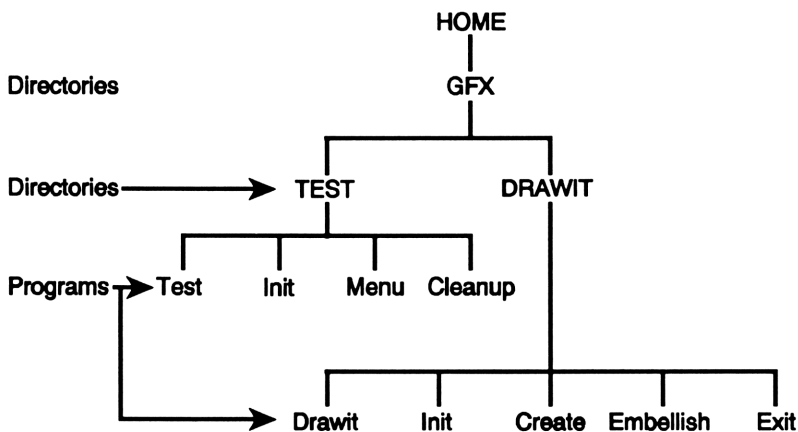 HOME
Directories GFX
Directories TEST DRAWIT
Programs Test Init Menu Cleanup
Drawit Init Create Embellish Exit